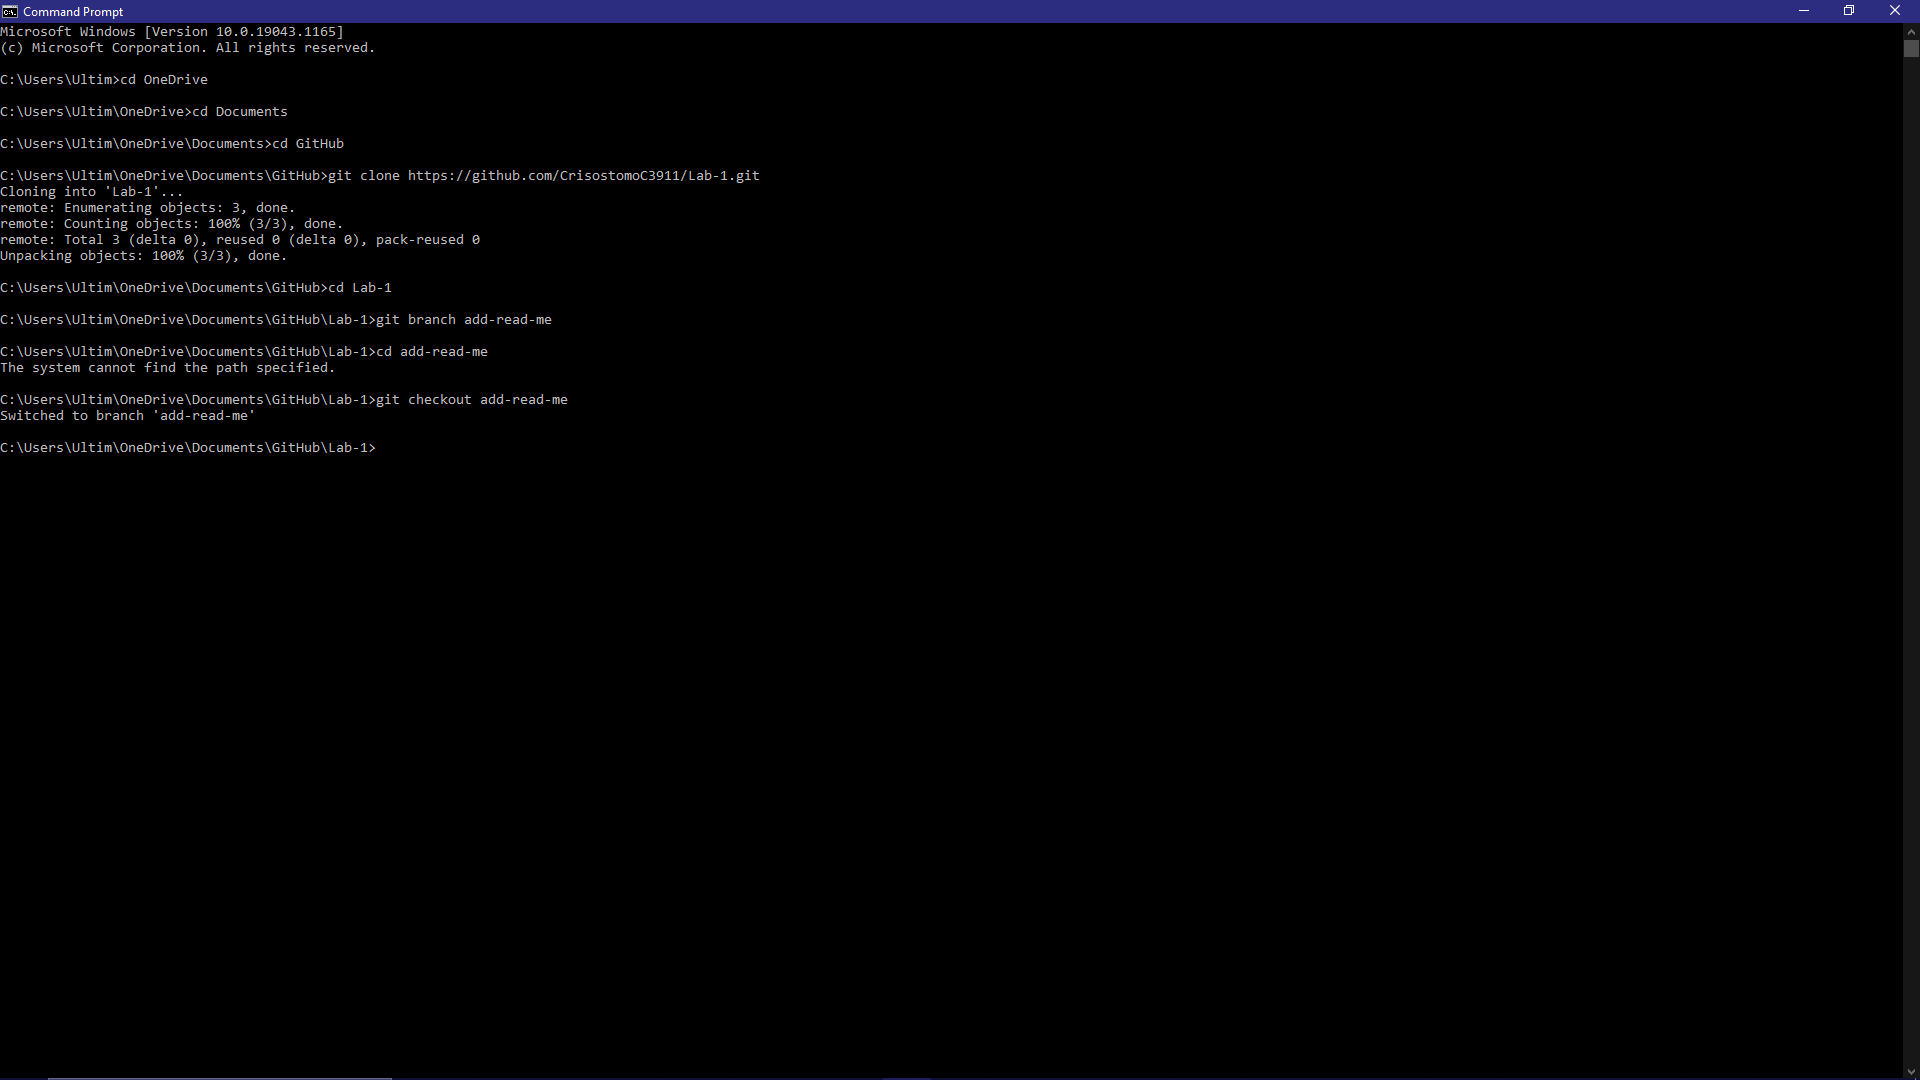 Command Prompt
Microsoft Windows [Version 10.0.19043.1165]
(c) Microsoft Corporation. All rights reserved.
C:\Users\Ultim>cd OneDrive
C:\Users\Ultim\OneDrive>cd Documents
C:\Users\Ultim\OneDrive\Documents>cd GitHub
C:\Users\Ultim\OneDrive\Documents\GitHub>git clone https://github.com/CrisostomoC3911/Lab-1.git
Cloning into 'Lab-1'...
remote: Enumerating objects: 3, done.
remote: Counting objects: 100% (3/3), done.
remote: Total 3 (delta 0), reused 0 (delta 0), pack-reused 0
Unpacking objects: 100% (3/3), done.
C:\Users\Ultim\OneDrive\Documents\GitHub>cd Lab-1
C:\Users\Ultim\OneDrive\Documents\GitHub\Lab-1>git branch add-read-me
C:\Users\Ultim\OneDrive\Documents\GitHub\Lab-1>cd add-read-me
The system cannot find the path specified.
C:\Users\Ultim\OneDrive\Documents\GitHub\Lab-1>git checkout add-read-me
Switched to branch 'add-read-me'
C:\Users\Ultim\OneDrive\Documents\GitHub\Lab-1>